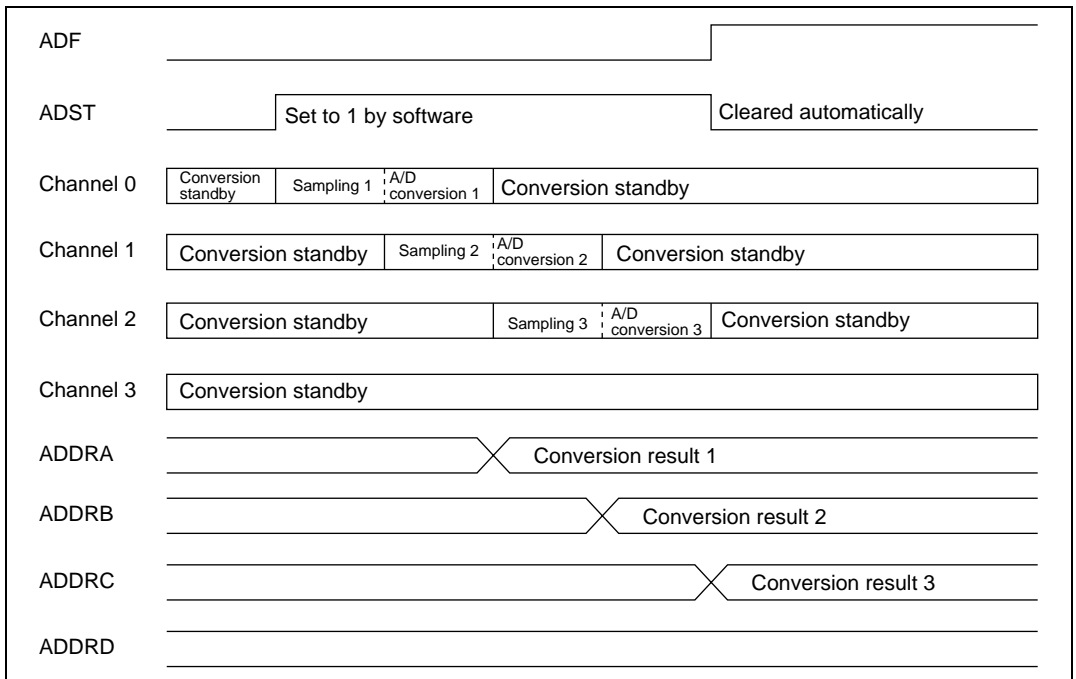 ADF
ADST
Set to 1 by software
Cleared automatically
Channel 0
Conversion
standby
Sampling 1
A/D
conversion 1
Conversion standby
Channel 1
Conversion standby
Sampling 2
A/D
conversion 2
Conversion standby
Channel 2
Conversion standby
Sampling 3
A/D
conversion 3
Conversion standby
Channel 3
Conversion standby
ADDRA
Conversion result 1
ADDRB
Conversion result 2
ADDRC
Conversion result 3
ADDRD